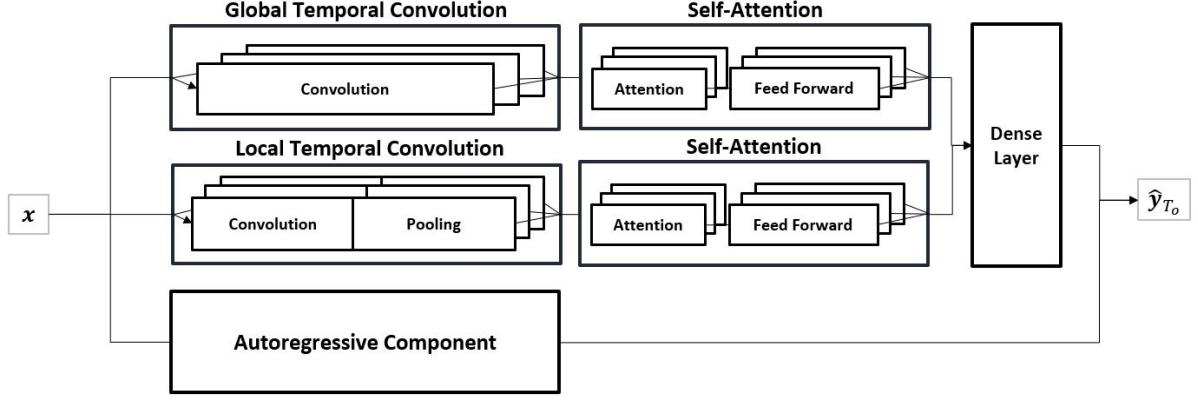 Global Temporal Convolution
Self-Attention
Convolution
Attention
Feed Forward
Dense
Layer
Local Temporal Convolution
Self-Attention
Convolution
Pooling
Attention
Feed Forward
x
ŷ_{T_o}
Autoregressive Component